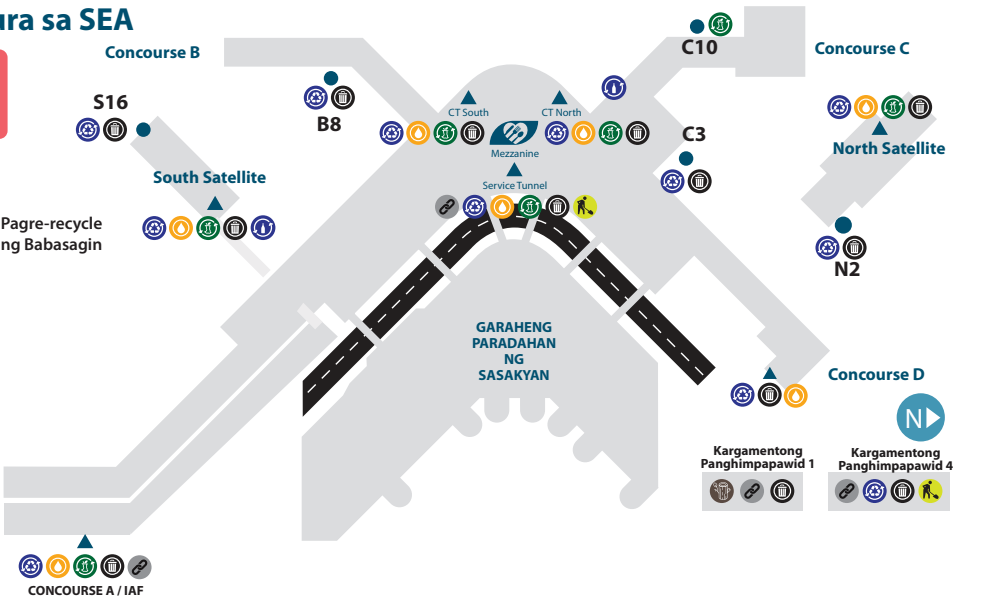 ura sa SEA
Concourse B
C10
Concourse C
S16
B8
CT South
CT North
C3
Mezzanine
North Satellite
South Satellite
Service Tunnel
Pagre-recycle
ng Babasagin
N2
GARAHENG
PARADAHAN
NG
SASAKYAN
Concourse D
N
Kargamentong
Panghimpapawid 1
Kargamentong
Panghimpapawid 4
CONCOURSE A / IAF